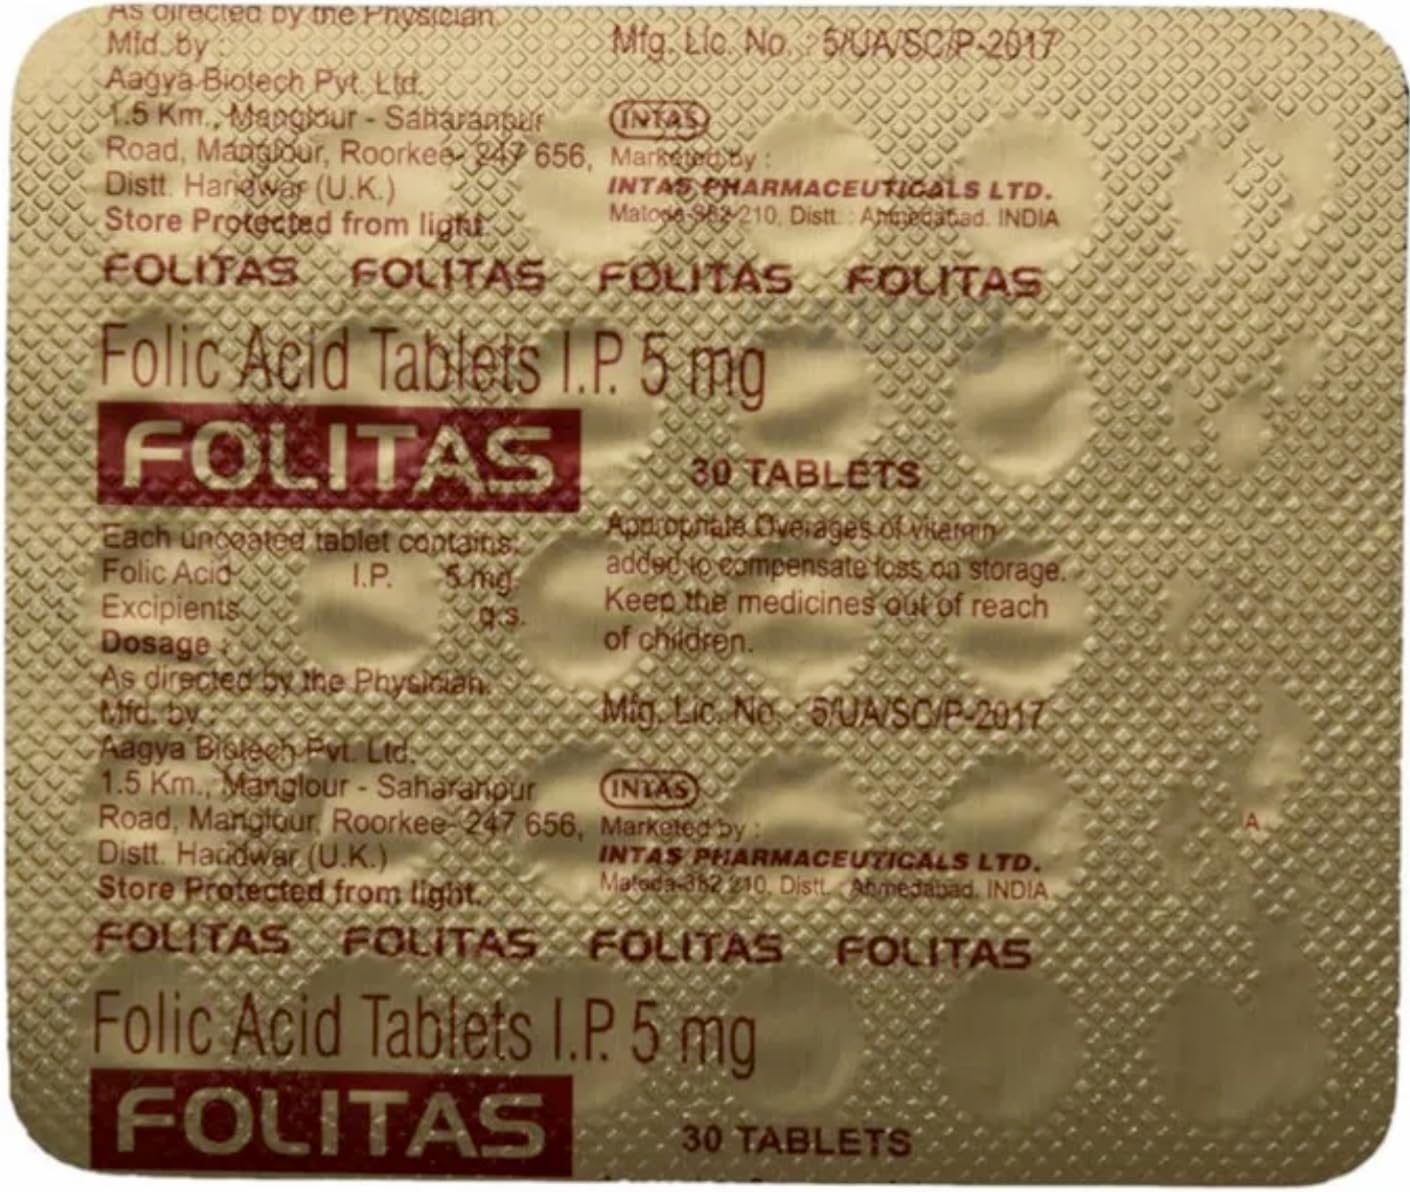 As directed by the Physician.
Mfd. by :
Aagya Biotech Pvt. Ltd.
1.5 Km., Manglour - Saharanpur
Road, Manglour, Roorkee- 247 656,
Distt. Haridwar (U.K.)
Store Protected from light.
Mfg. Lic. No. : 5/UA/SC/P-2017
INTAS
Marketed by :
INTAS PHARMACEUTICALS LTD.
Matoda-382 210, Distt. : Ahmedabad. INDIA
FOLITAS FOLITAS FOLITAS FOLITAS
Folic Acid Tablets I.P. 5 mg
FOLITAS
30 TABLETS
Each uncoated tablet contains:
Folic Acid I.P. 5 mg
Excipients q.s.
Dosage :
As directed by the Physician.
Mfd. by :
Aagya Biotech Pvt. Ltd.
1.5 Km., Manglour - Saharanpur
Road, Manglour, Roorkee- 247 656,
Distt. Haridwar (U.K.)
Store Protected from light.
Appropriate Overages of vitamin
added to compensate loss on storage.
Keep the medicines out of reach
of children.
Mfg. Lic. No. : 5/UA/SC/P-2017
INTAS
Marketed by :
INTAS PHARMACEUTICALS LTD.
Matoda-382 210, Distt. : Ahmedabad. INDIA
A.
FOLITAS FOLITAS FOLITAS FOLITAS
Folic Acid Tablets I.P. 5 mg
FOLITAS
30 TABLETS